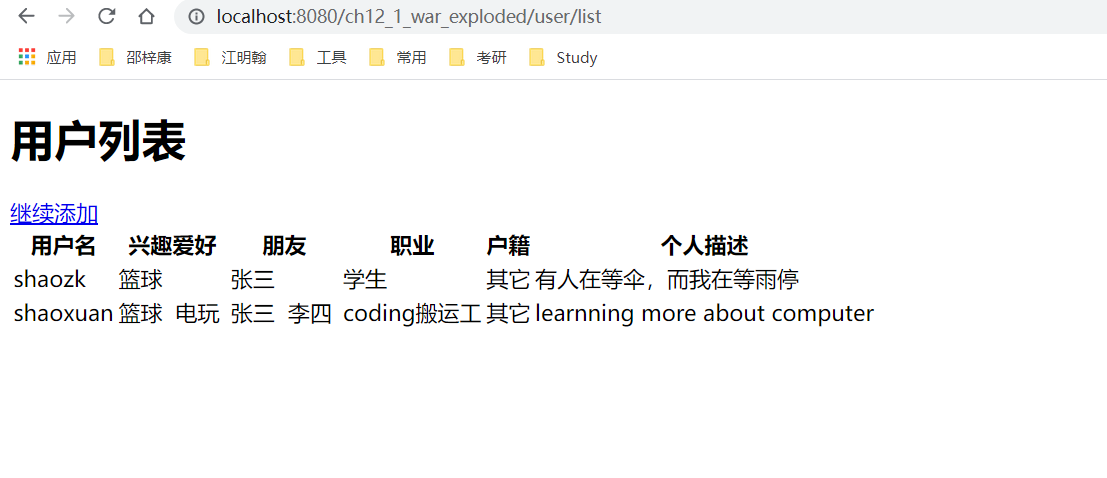 localhost:8080/ch12_1_war_exploded/user/list
应用 邵梓康 江明翰 工具 常用 考研 Study
用户列表
继续添加
用户名 兴趣爱好 朋友 职业 户籍 个人描述
shaozk 篮球 张三 学生 其它 有人在等伞，而我在等雨停
shaoxuan 篮球 电玩 张三 李四 coding搬运工 其它 learnning more about computer